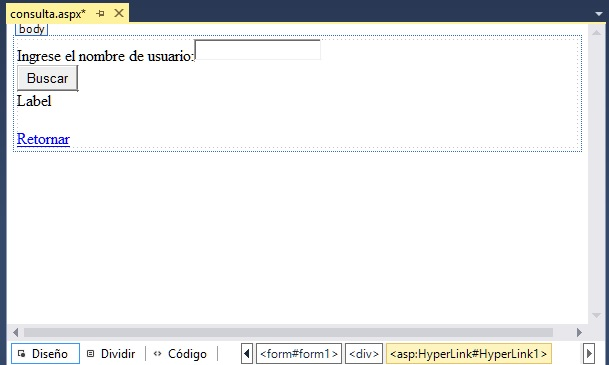 consulta.aspx*
body
Ingrese el nombre de usuario:
Buscar
Label
Retornar
Diseño Dividir Código <form#form1> <div> <asp:HyperLink#HyperLink1>